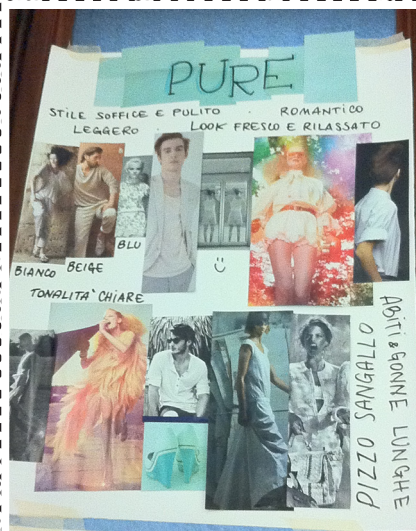 PURE
STILE SOFFICE E PULITO · ROMANTICO
LEGGERO · LOOK FRESCO E RILASSATO
BLU
BIANCO BEIGE
TONALITA' CHIARE
PIZZO SANGALLO
ABITI & GONNE LUNGHE